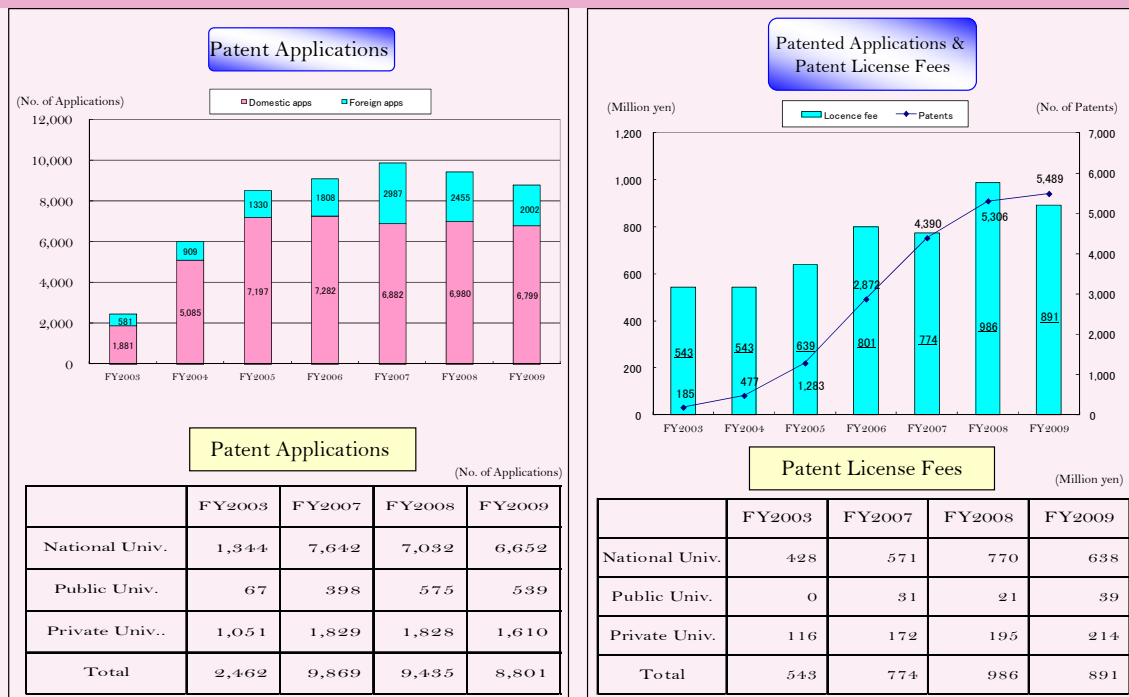 Patent Applications
(No. of Applications)
Domestic apps Foreign apps
12,000
10,000
8,000
6,000
4,000
2,000
0
581
1,881
909
5,085
1330
7,197
1808
7,282
2987
6,882
2455
6,980
2002
6,799
FY2003 FY2004 FY2005 FY2006 FY2007 FY2008 FY2009
Patent Applications
(No. of Applications)
FY2003 FY2007 FY2008 FY2009
National Univ. 1,344 7,642 7,032 6,652
Public Univ. 67 398 575 539
Private Univ.. 1,051 1,829 1,828 1,610
Total 2,462 9,869 9,435 8,801
Patented Applications &
Patent License Fees
(Million yen) (No. of Patents)
Locence fee Patents
1,200
1,000
800
600
400
200
0
7,000
6,000
5,000
4,000
3,000
2,000
1,000
0
543
185
543
477
639
1,283
2,872
801
4,390
774
5,306
986
5,489
891
FY2003 FY2004 FY2005 FY2006 FY2007 FY2008 FY2009
Patent License Fees
(Million yen)
FY2003 FY2007 FY2008 FY2009
National Univ. 428 571 770 638
Public Univ. 0 31 21 39
Private Univ. 116 172 195 214
Total 543 774 986 891